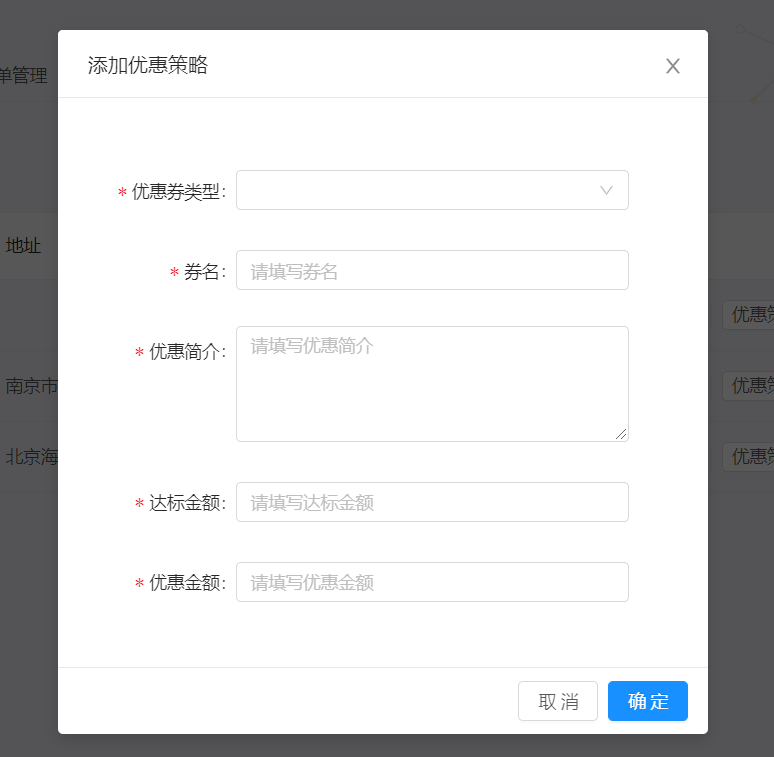 添加优惠策略
单管理
* 优惠券类型:
地址
* 券名: 请填写券名
优惠策
* 优惠简介: 请填写优惠简介
南京市
优惠策
北京海
优惠策
* 达标金额: 请填写达标金额
* 优惠金额: 请填写优惠金额
取 消 确 定